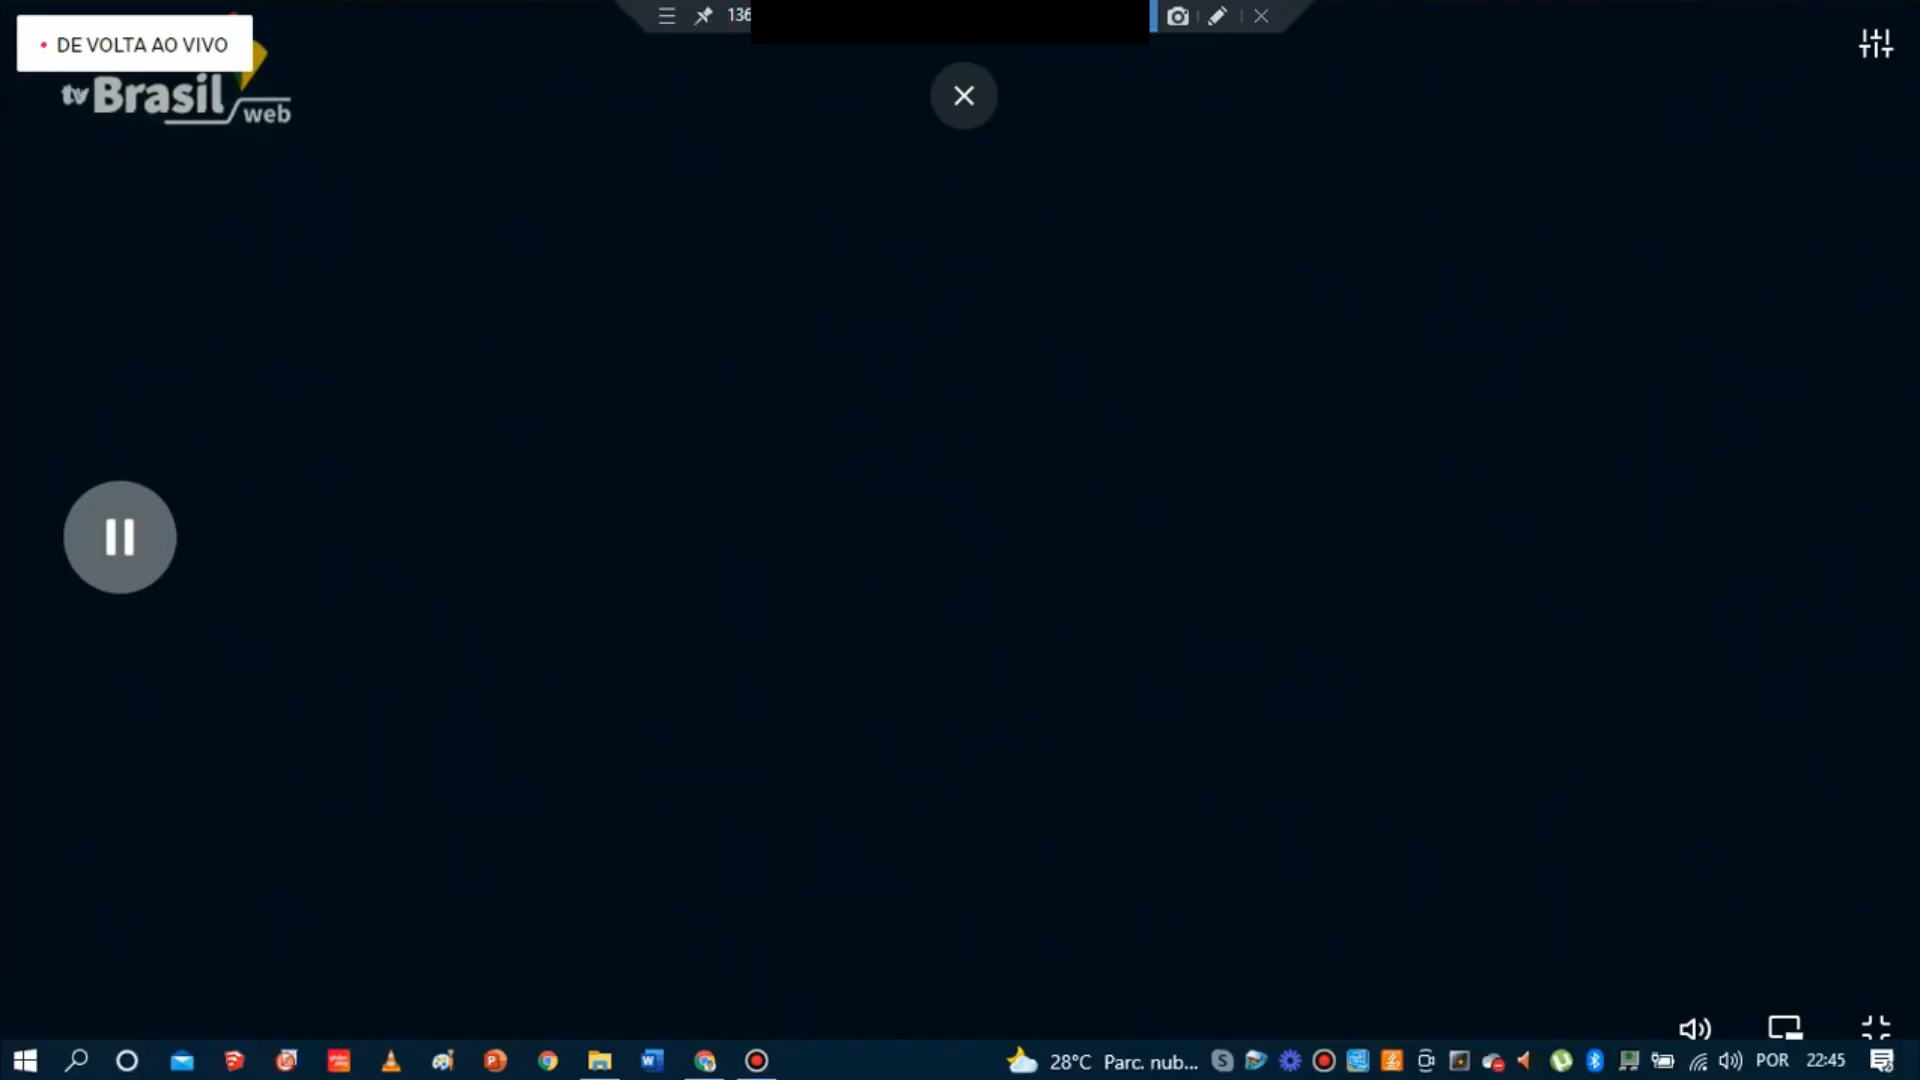 136
DE VOLTA AO VIVO
tv Brasil
web
28°C Parc. nub...
POR
22:45